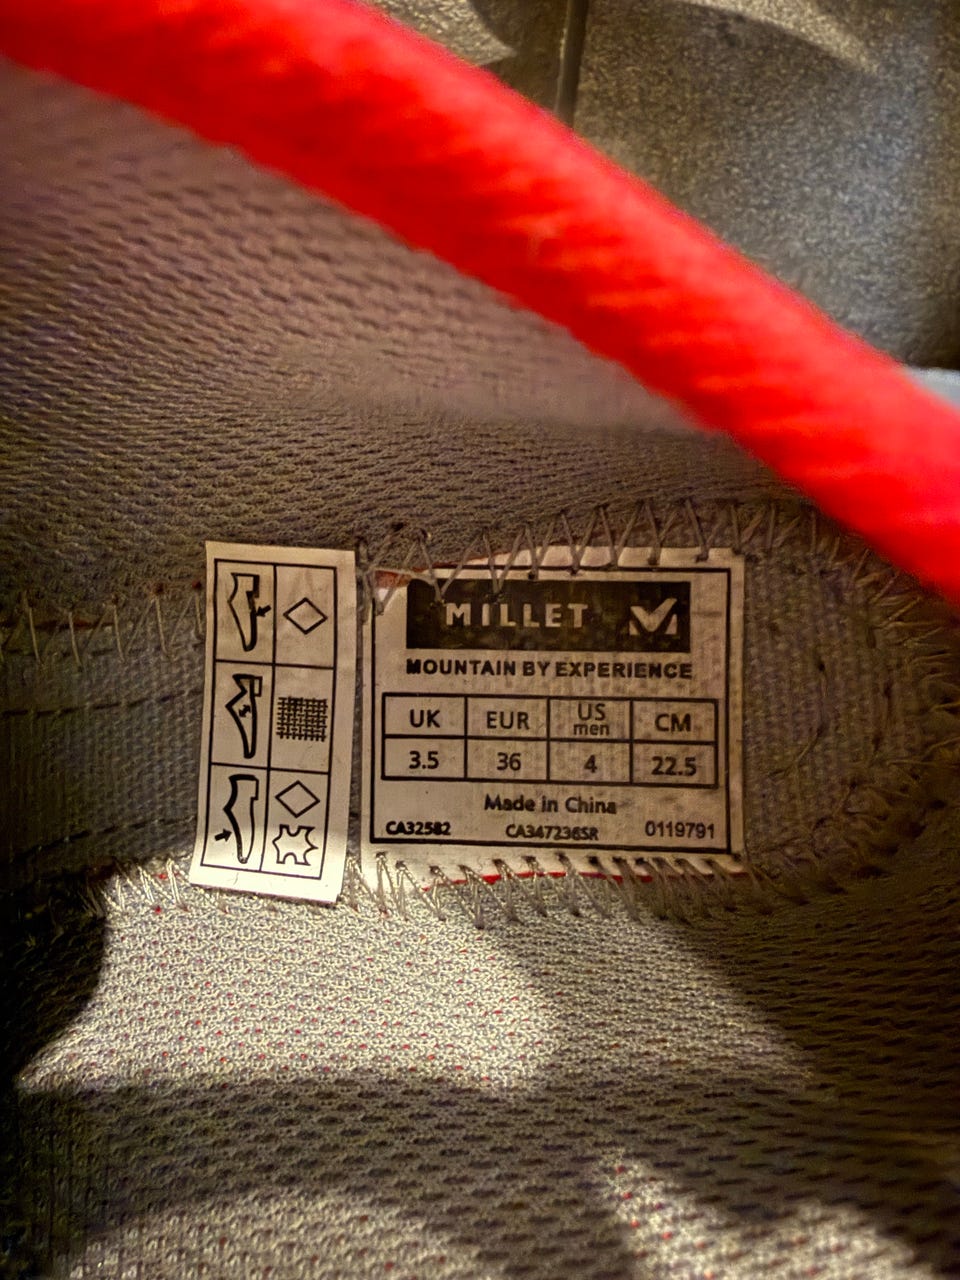 MILLET
MOUNTAIN BY EXPERIENCE
UK EUR US men CM
3.5 36 4 22.5
Made in China
CA32582 CA347236SR 0119791